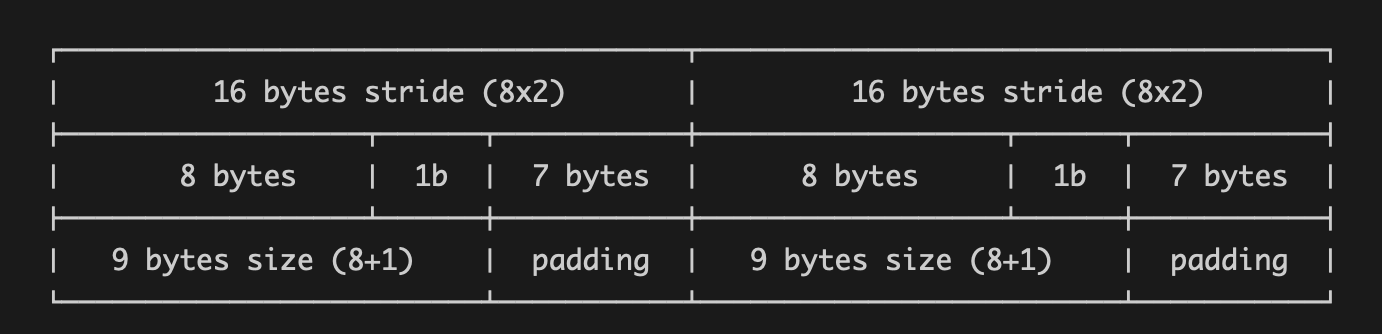 16 bytes stride (8x2) 16 bytes stride (8x2)
8 bytes 1b 7 bytes 8 bytes 1b 7 bytes
9 bytes size (8+1) padding 9 bytes size (8+1) padding